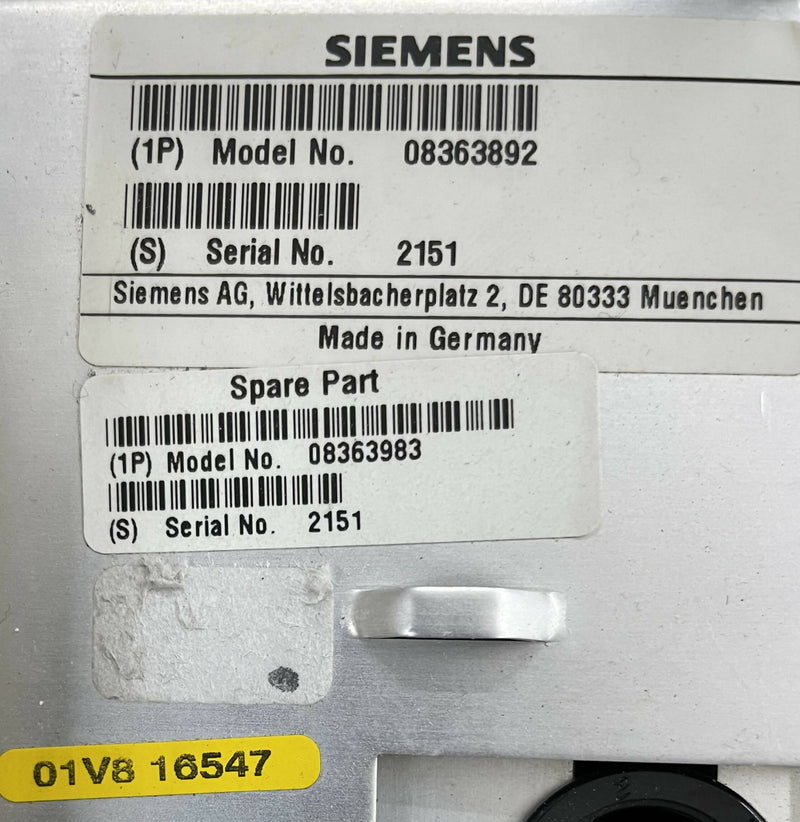 SIEMENS
(1P) Model No. 08363892
(S) Serial No. 2151
Siemens AG, Wittelsbacherplatz 2, DE 80333 Muenchen
Made in Germany
Spare Part
(1P) Model No. 08363983
(S) Serial No. 2151
01V8 16547